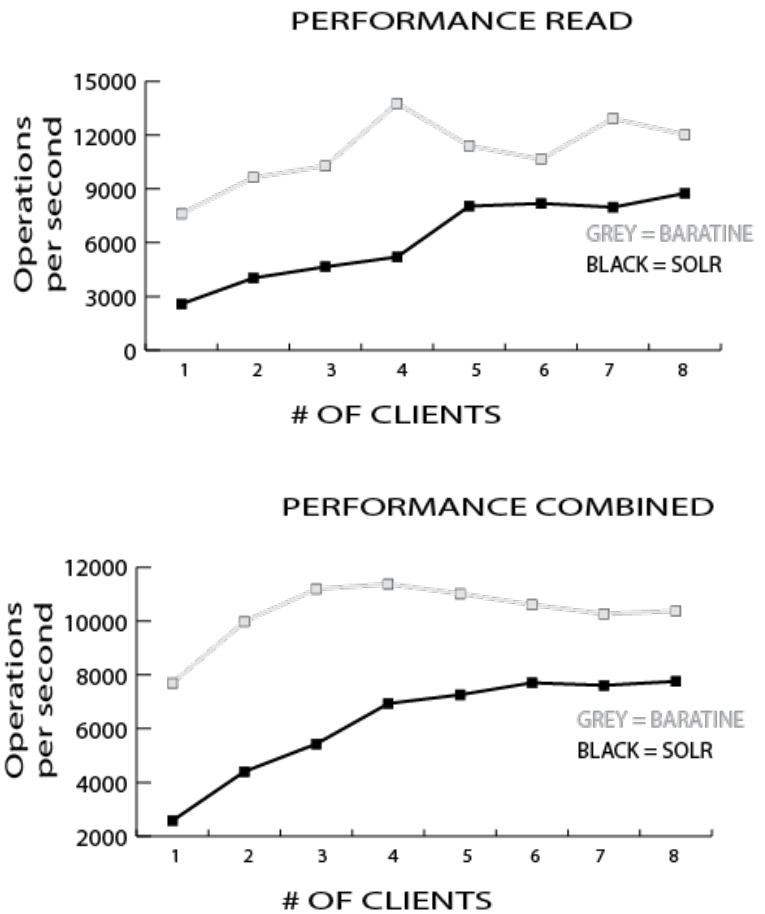 PERFORMANCE READ
Operations
per second
15000
12000
9000
6000
3000
0
GREY = BARATINE
BLACK = SOLR
1 2 3 4 5 6 7 8
# OF CLIENTS
PERFORMANCE COMBINED
Operations
per second
12000
10000
8000
6000
4000
2000
GREY = BARATINE
BLACK = SOLR
1 2 3 4 5 6 7 8
# OF CLIENTS